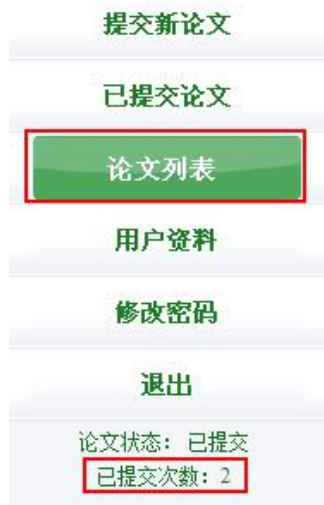 提交新论文
已提交论文
论文列表
用户资料
修改密码
退出
论文状态：已提交
已提交次数：2